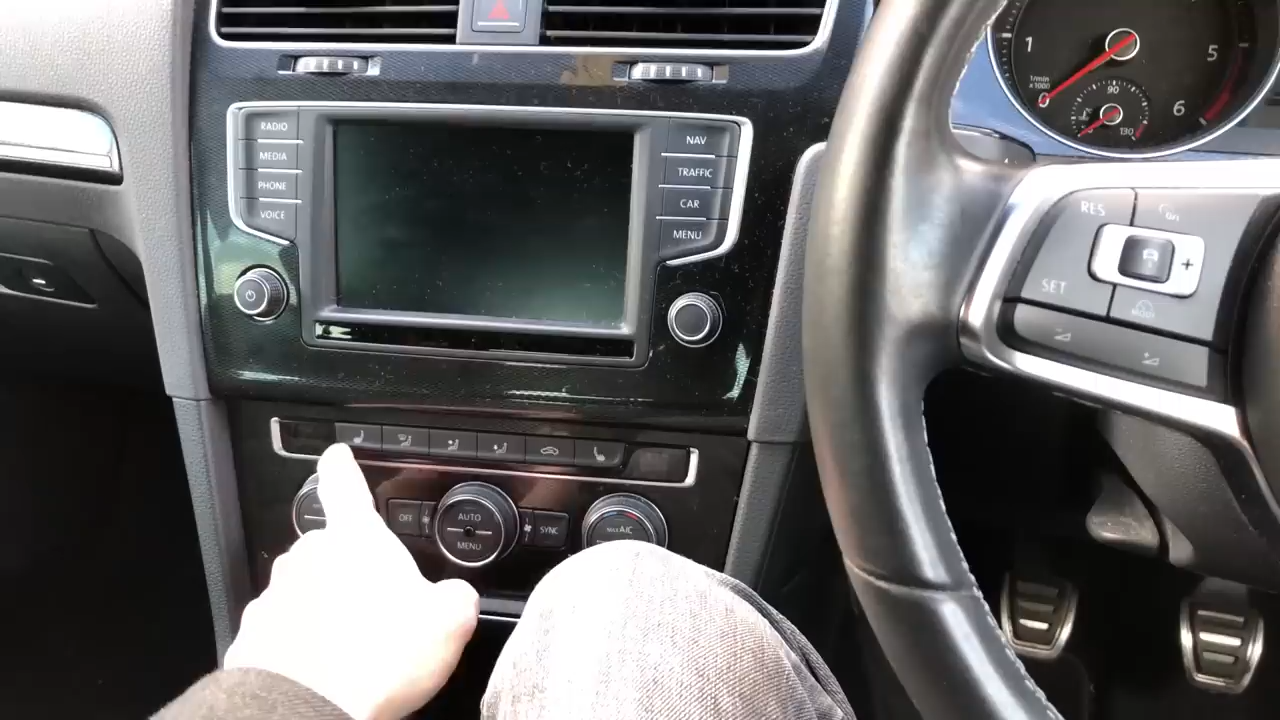 RADIO
MEDIA
PHONE
VOICE
NAV
TRAFFIC
CAR
MENU
OFF
AUTO
MENU
SYNC
MAX A/C
1
1/min
x1000
0
90
130
5
6
RES
SET
+